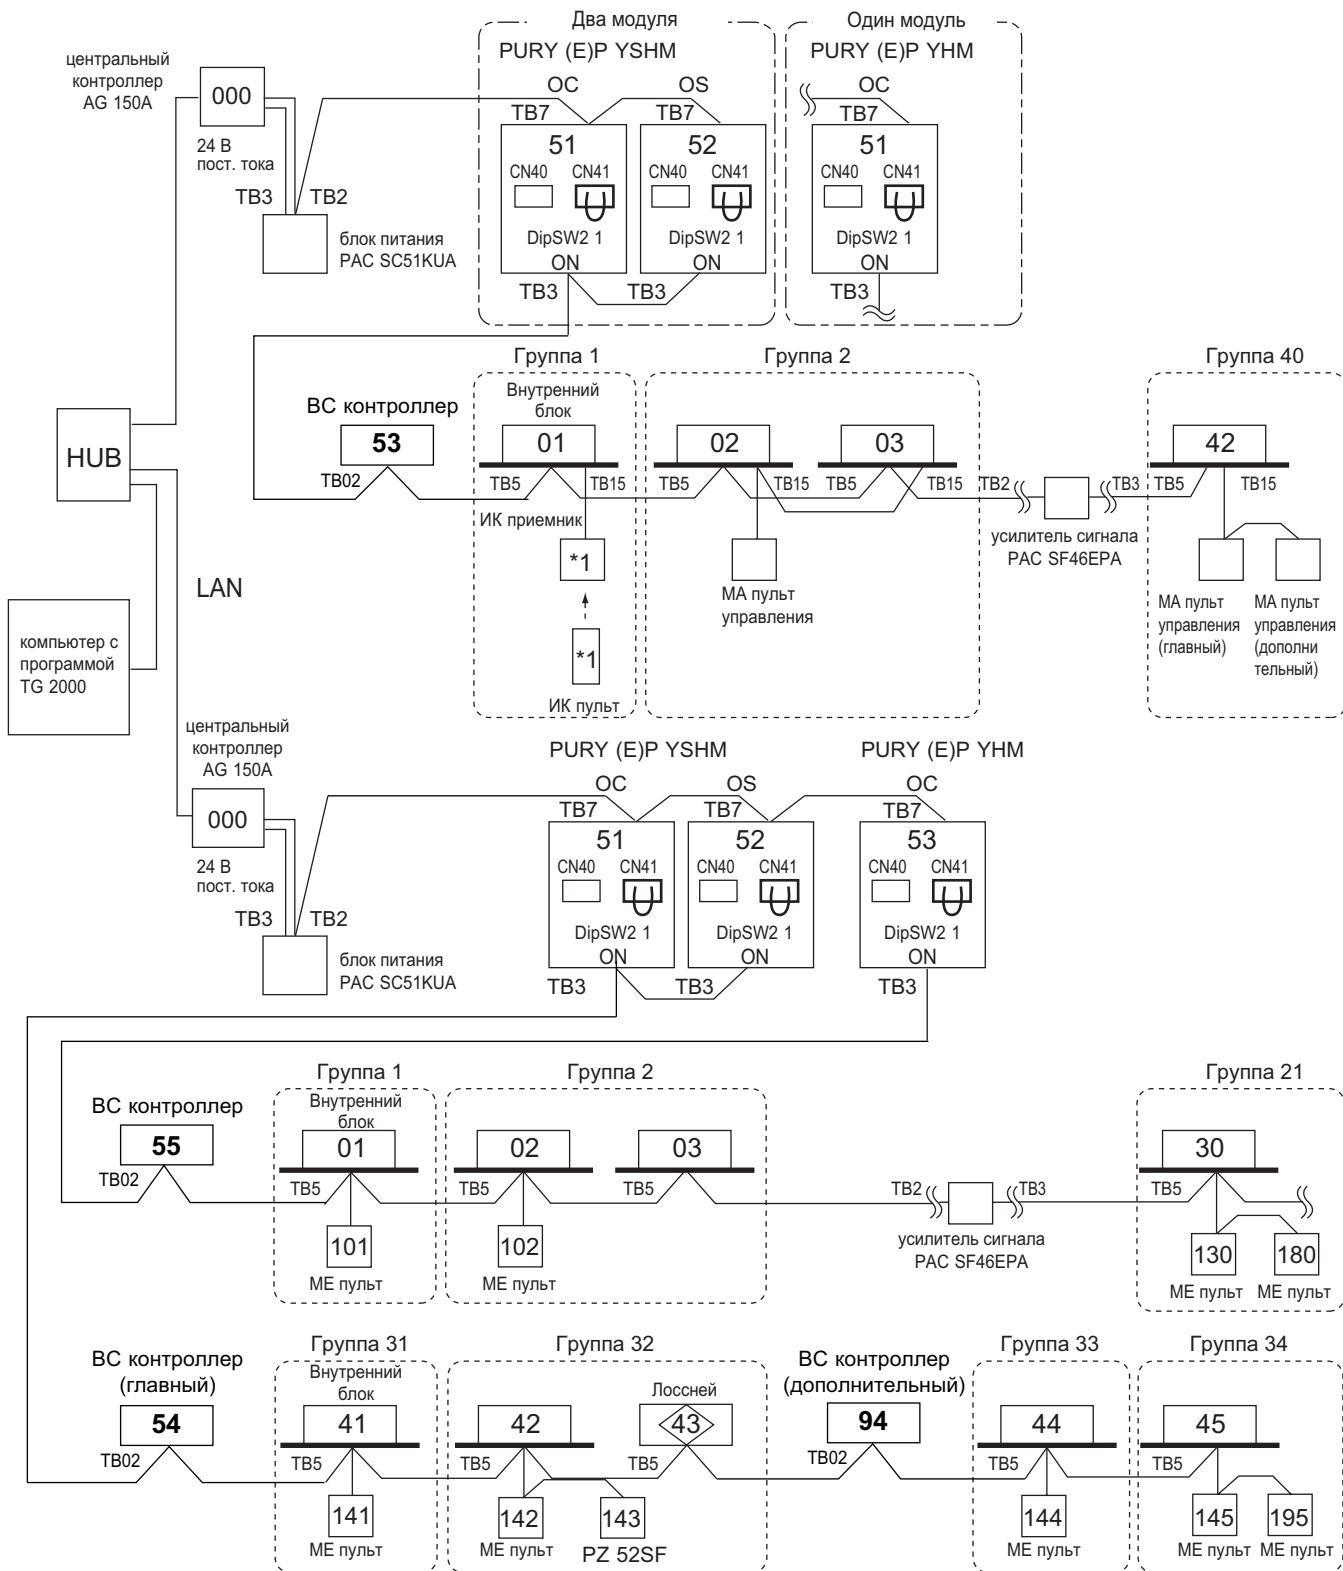 Два модуля
PURY (E)P YSHM
Один модуль
PURY (E)P YHM
центральный
контроллер
AG 150A
000
24 В
пост. тока
TB3
TB2
блок питания
PAC SC51KUA
OC
OS
TB7
TB7
51
52
CN40
CN41
CN40
CN41
DipSW2 1
DipSW2 1
ON
ON
TB3
TB3
OC
TB7
51
CN40
CN41
DipSW2 1
ON
TB3
HUB
LAN
компьютер с
программой
TG 2000
BC контроллер
53
TB02
Группа 1
Внутренний
блок
01
TB5
TB15
ИК приемник
*1
*1
ИК пульт
Группа 2
02
03
TB5
TB15
TB5
TB15
MA пульт
управления
TB2
TB3
усилитель сигнала
PAC SF46EPA
Группа 40
42
TB5
TB15
MA пульт
управления
(главный)
MA пульт
управления
(дополни
тельный)
центральный
контроллер
AG 150A
000
24 В
пост. тока
TB3
TB2
блок питания
PAC SC51KUA
PURY (E)P YSHM
PURY (E)P YHM
OC
OS
OC
TB7
TB7
TB7
51
52
53
CN40
CN41
CN40
CN41
CN40
CN41
DipSW2 1
DipSW2 1
DipSW2 1
ON
ON
ON
TB3
TB3
TB3
BC контроллер
55
TB02
Группа 1
Внутренний
блок
01
TB5
101
ME пульт
Группа 2
02
03
TB5
TB5
102
ME пульт
TB2
TB3
усилитель сигнала
PAC SF46EPA
Группа 21
30
TB5
130
180
ME пульт
ME пульт
BC контроллер
(главный)
54
TB02
Группа 31
Внутренний
блок
41
TB5
141
ME пульт
Группа 32
Лоссней
42
43
TB5
TB5
142
143
ME пульт
PZ 52SF
BC контроллер
(дополнительный)
94
TB02
Группа 33
44
TB5
144
ME пульт
Группа 34
45
TB5
145
195
ME пульт
ME пульт